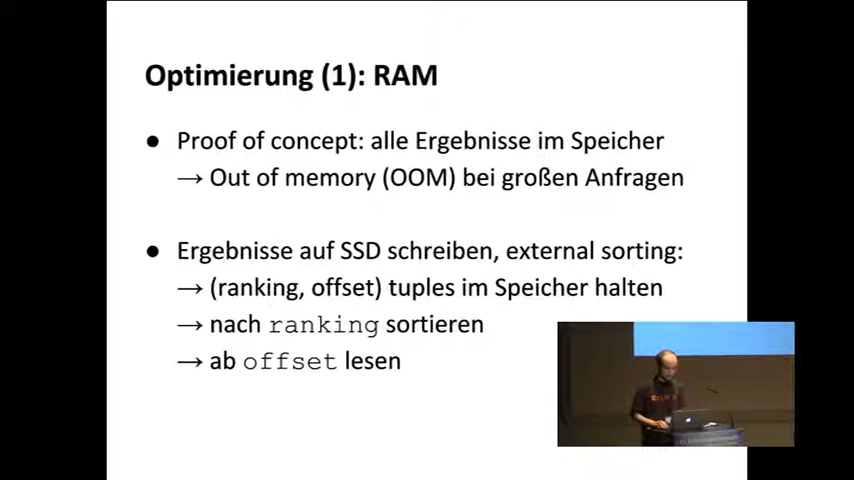 Optimierung (1): RAM
● Proof of concept: alle Ergebnisse im Speicher
→ Out of memory (OOM) bei großen Anfragen
● Ergebnisse auf SSD schreiben, external sorting:
→ (ranking, offset) tuples im Speicher halten
→ nach ranking sortieren
→ ab offset lesen